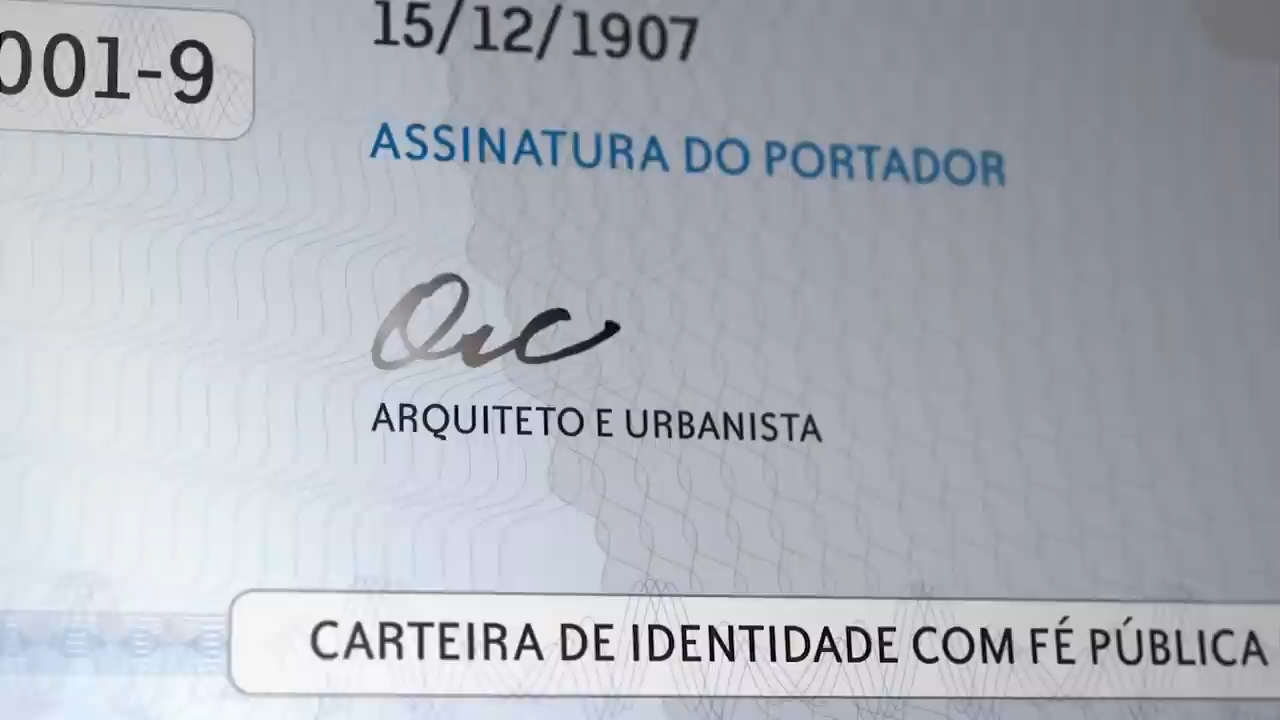 001-9
15/12/1907
ASSINATURA DO PORTADOR
ARQUITETO E URBANISTA
CARTEIRA DE IDENTIDADE COM FÉ PÚBLICA